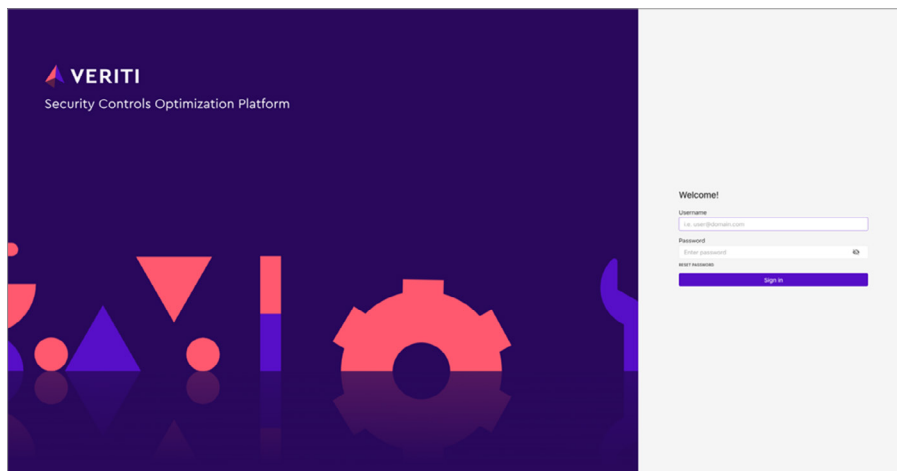 VERITI
Security Controls Optimization Platform
Welcome!
Username
i.e. user@domain.com
Password
Enter password
RESET PASSWORD
Sign in